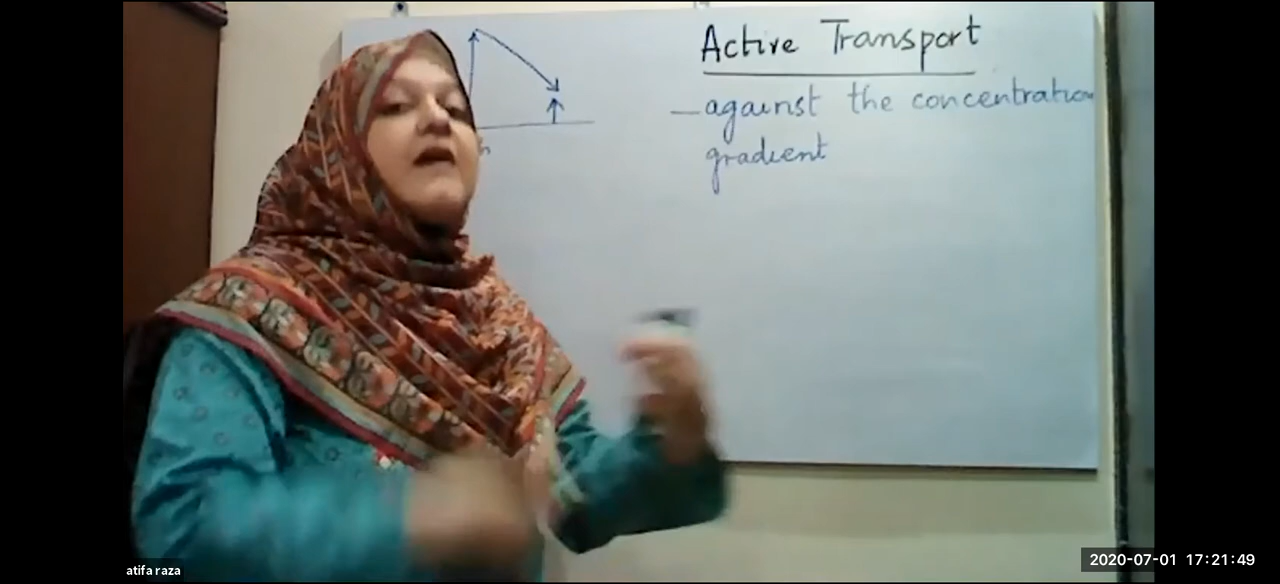 Active Transport
— against the concentration
gradient
atifa raza
2020-07-01 17:21:49